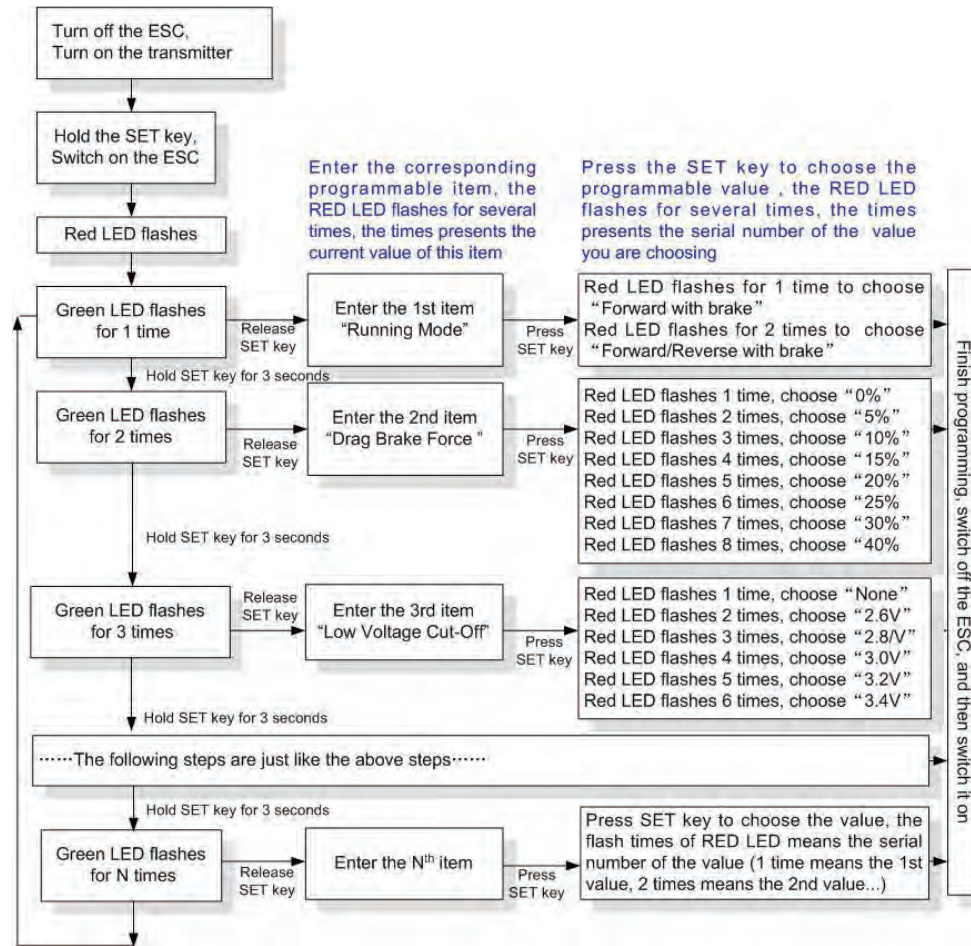 Turn off the ESC,
Turn on the transmitter
Hold the SET key,
Switch on the ESC
Red LED flashes
Enter the corresponding
programmable item, the
RED LED flashes for several
times, the times presents the
current value of this item
Press the SET key to choose the
programmable value , the RED LED
flashes for several times, the times
presents the serial number of the value
you are choosing
Green LED flashes
for 1 time
Release
SET key
Enter the 1st item
“Running Mode”
Press
SET key
Red LED flashes for 1 time to choose
“Forward with brake”
Red LED flashes for 2 times to choose
“Forward/Reverse with brake”
Hold SET key for 3 seconds
Green LED flashes
for 2 times
Release
SET key
Enter the 2nd item
“Drag Brake Force ”
Press
SET key
Red LED flashes 1 time, choose “0%”
Red LED flashes 2 times, choose “5%”
Red LED flashes 3 times, choose “10%”
Red LED flashes 4 times, choose “15%”
Red LED flashes 5 times, choose “20%”
Red LED flashes 6 times, choose “25%
Red LED flashes 7 times, choose “30%”
Red LED flashes 8 times, choose “40%
Hold SET key for 3 seconds
Green LED flashes
for 3 times
Release
SET key
Enter the 3rd item
“Low Voltage Cut-Off”
Press
SET key
Red LED flashes 1 time, choose “None”
Red LED flashes 2 times, choose “2.6V”
Red LED flashes 3 times, choose “2.8/V”
Red LED flashes 4 times, choose “3.0V”
Red LED flashes 5 times, choose “3.2V”
Red LED flashes 6 times, choose “3.4V”
Hold SET key for 3 seconds
······The following steps are just like the above steps······
Hold SET key for 3 seconds
Green LED flashes
for N times
Release
SET key
Enter the Nth item
Press
SET key
Press SET key to choose the value, the
flash times of RED LED means the serial
number of the value (1 time means the 1st
value, 2 times means the 2nd value...)
Finish programming, switch off the ESC, and then switch it on